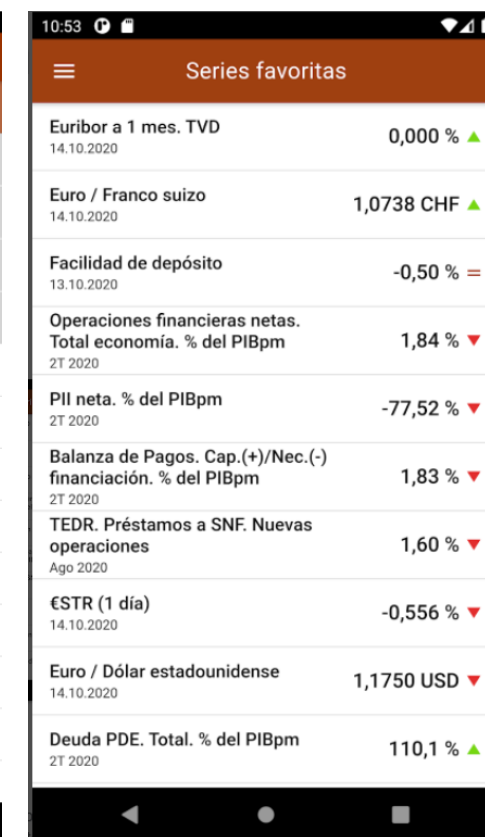 10:53
Series favoritas
Euribor a 1 mes. TVD
14.10.2020
0,000 %
Euro / Franco suizo
14.10.2020
1,0738 CHF
Facilidad de depósito
13.10.2020
-0,50 % =
Operaciones financieras netas.
Total economía. % del PIBpm
2T 2020
1,84 %
PII neta. % del PIBpm
2T 2020
-77,52 %
Balanza de Pagos. Cap.(+)/Nec.(-)
financiación. % del PIBpm
2T 2020
1,83 %
TEDR. Préstamos a SNF. Nuevas
operaciones
Ago 2020
1,60 %
€STR (1 día)
14.10.2020
-0,556 %
Euro / Dólar estadounidense
14.10.2020
1,1750 USD
Deuda PDE. Total. % del PIBpm
2T 2020
110,1 %